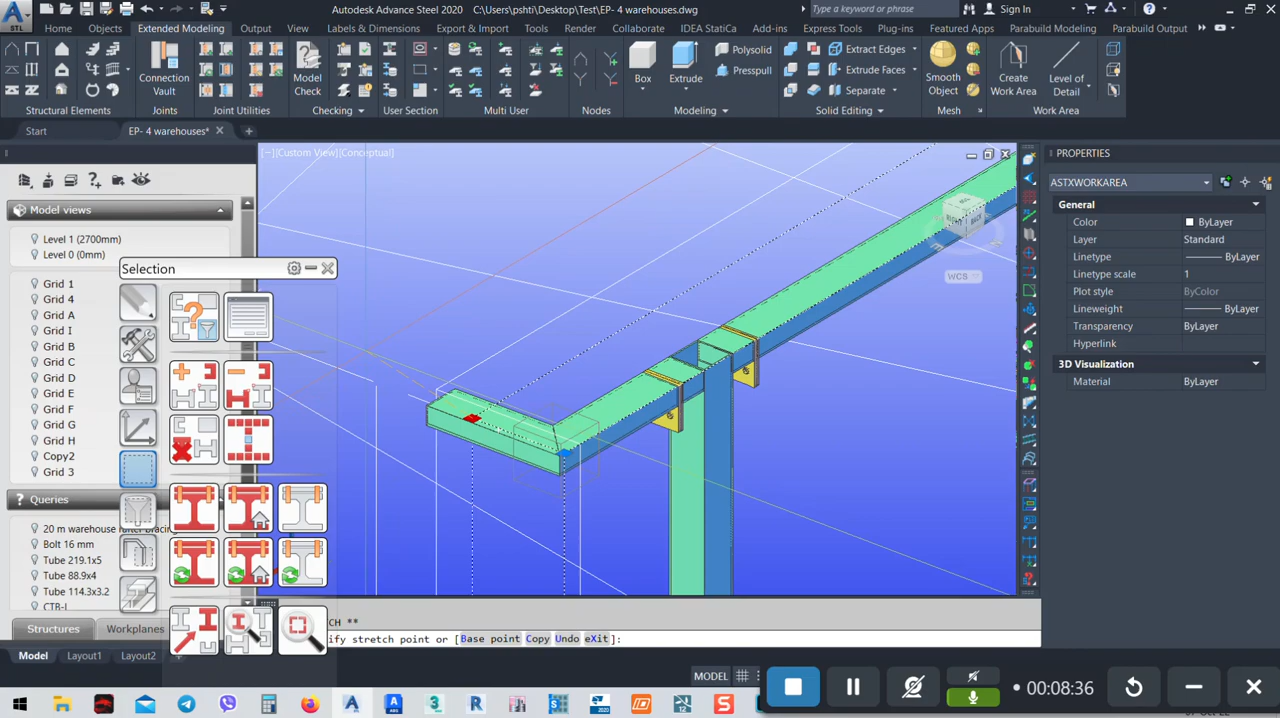 Autodesk Advance Steel 2020 C:\Users\pshti\Desktop\Test\EP- 4 warehouses.dwg
Type a keyword or phrase
Sign In
STL
Home Objects Extended Modeling Output View Labels & Dimensions Export & Import Tools Render Collaborate IDEA StatiCa Add-ins Express Tools Plug-ins Featured Apps Parabuild Modeling Parabuild Output
Connection Vault
Model Check
Box
Extrude
Polysolid
Presspull
Extract Edges
Extrude Faces
Separate
Smooth Object
Create Work Area
Level of Detail
Structural Elements Joints Joint Utilities Checking User Section Multi User Nodes Modeling Solid Editing Mesh Work Area
Start EP- 4 warehouses*
[−][Custom View][Conceptual]
PROPERTIES
Model views
ASTXWORKAREA
General
Color ByLayer
Layer Standard
Linetype ByLayer
Linetype scale 1
Plot style ByColor
Lineweight ByLayer
Transparency ByLayer
Hyperlink
3D Visualization
Material ByLayer
Level 1 (2700mm)
Level 0 (0mm)
Selection
Grid 1
Grid 4
Grid A
Grid I
Grid B
Grid C
Grid D
Grid E
Grid F
Grid G
Grid H
Copy2
Grid 3
WCS
Queries
20 m warehouse rafter bracing
Bolt 16 mm
Tube 219.1x5
Tube 88.9x4
Tube 114.3x3.2
CTR-L
Structures Workplanes
CH **
ify stretch point or [Base point Copy Undo eXit]:
Model Layout1 Layout2
MODEL
00:08:36